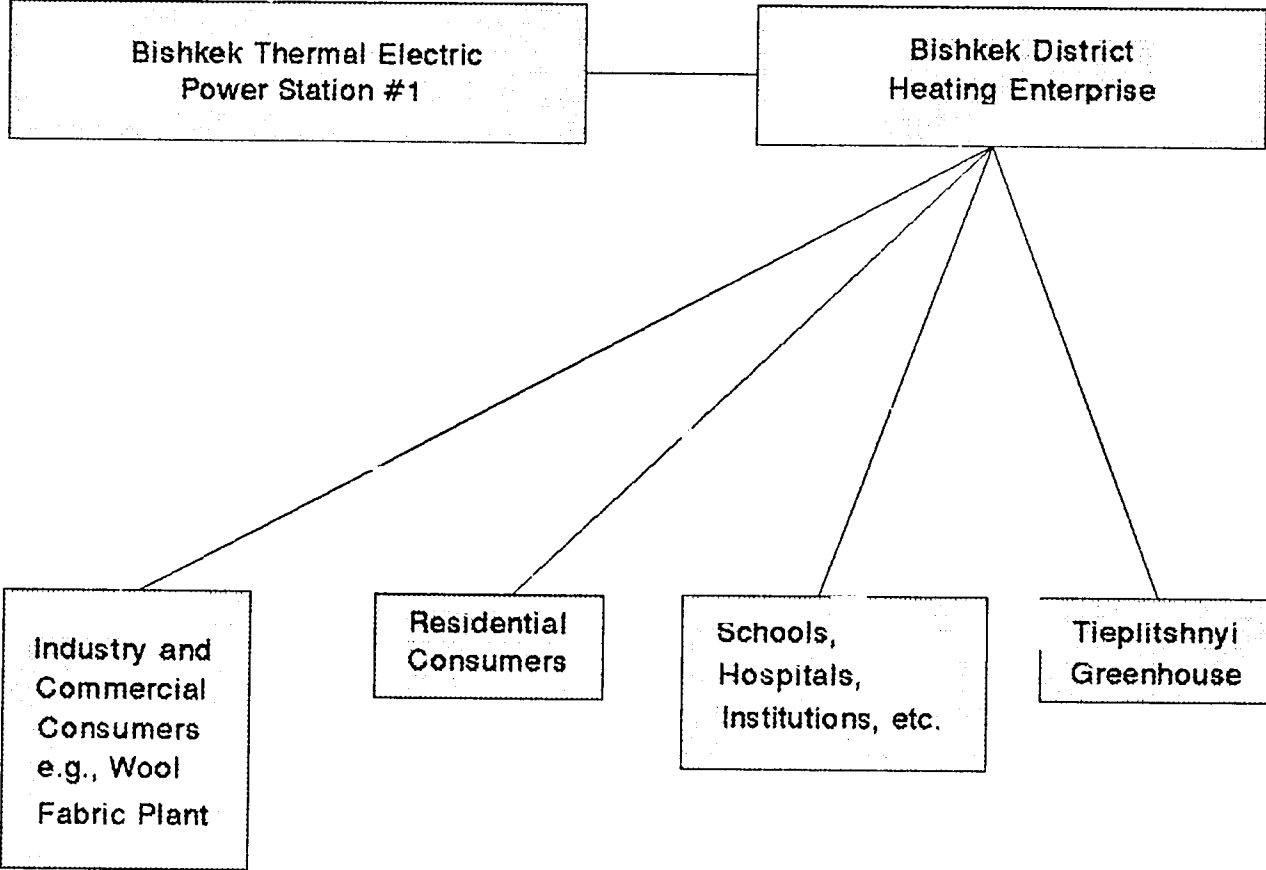 Bishkek Thermal Electric
Power Station #1
Bishkek District
Heating Enterprise
Industry and
Commercial
Consumers
e.g., Wool
Fabric Plant
Residential
Consumers
Schools,
Hospitals,
Institutions, etc.
Tieplitshnyi
Greenhouse